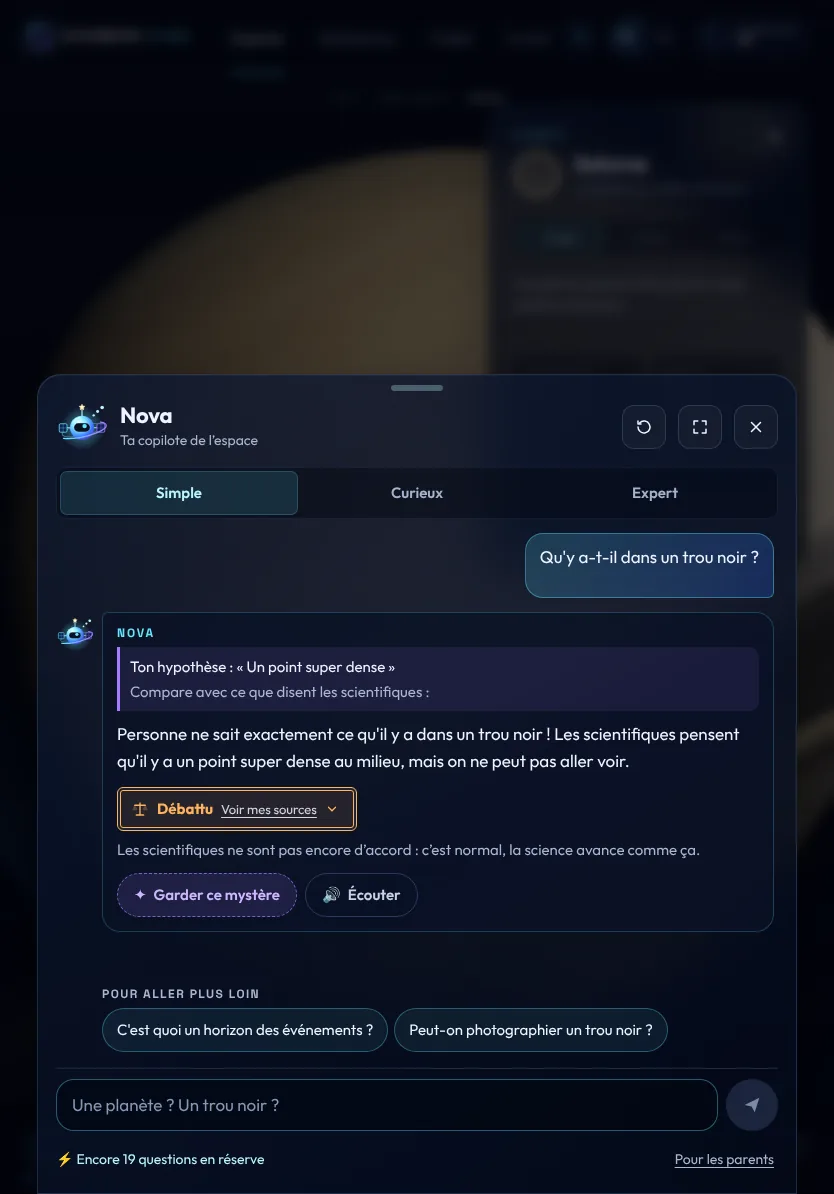 Nova
Ta copilote de l'espace
Simple
Curieux
Expert
Qu'y a-t-il dans un trou noir ?
NOVA
Ton hypothèse : « Un point super dense »
Compare avec ce que disent les scientifiques :
Personne ne sait exactement ce qu'il y a dans un trou noir ! Les scientifiques pensent
qu'il y a un point super dense au milieu, mais on ne peut pas aller voir.
Débattu Voir mes sources
Les scientifiques ne sont pas encore d’accord : c’est normal, la science avance comme ça.
Garder ce mystère
Écouter
POUR ALLER PLUS LOIN
C'est quoi un horizon des événements ?
Peut-on photographier un trou noir ?
Une planète ? Un trou noir ?
Encore 19 questions en réserve
Pour les parents